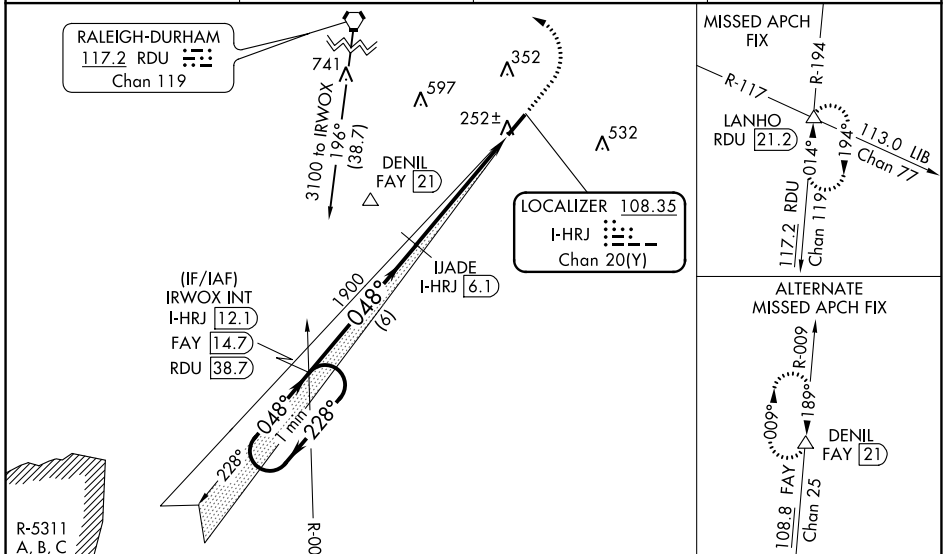 RALEIGH-DURHAM
117.2 RDU
Chan 119
741
597
352
252±
532
3100 to IRWOX
196°
(38.7)
DENIL
FAY 21
LOCALIZER 108.35
I-HRJ
Chan 20(Y)
IJADE
I-HRJ 6.1
(IF/IAF)
IRWOX INT
I-HRJ 12.1
FAY 14.7
RDU 38.7
1900
048°
(6)
048°
1 min
228°
228°
R-5311
A, B, C
MISSED APCH
FIX
R-194
R-117
LANHO
RDU 21.2
014°
194°
113.0 LIB
Chan 77
117.2 RDU
Chan 119
ALTERNATE
MISSED APCH FIX
R-009
009°
189°
DENIL
FAY 21
108.8 FAY
Chan 25